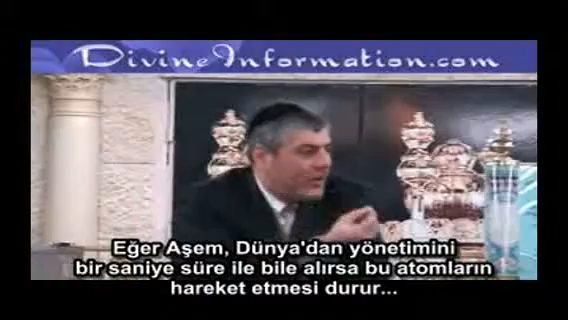 DivineInformation.com
Eğer Aşem, Dünya'dan yönetimini
bir saniye süre ile bile alırsa bu atomların
hareket etmesi durur...